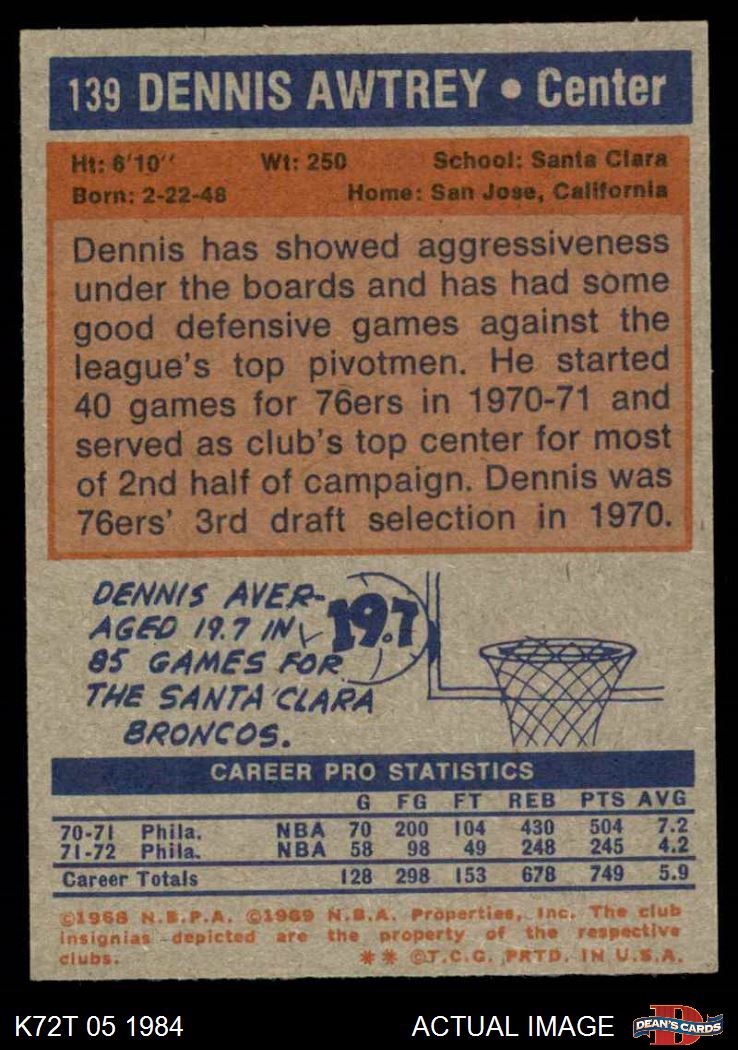 139 DENNIS AWTREY • Center
Ht: 6'10'' Wt: 250 School: Santa Clara
Born: 2-22-48 Home: San Jose, California
Dennis has showed aggressiveness
under the boards and has had some
good defensive games against the
league's top pivotmen. He started
40 games for 76ers in 1970-71 and
served as club's top center for most
of 2nd half of campaign. Dennis was
76ers' 3rd draft selection in 1970.
DENNIS AVER-
AGED 19.7 IN
85 GAMES FOR
THE SANTA CLARA
BRONCOS.
19.7
CAREER PRO STATISTICS
G FG FT REB PTS AVG
70-71 Phila. NBA 70 200 104 430 504 7.2
71-72 Phila. NBA 58 98 49 248 245 4.2
Career Totals 128 298 153 678 749 5.9
©1968 N.B.P.A. ©1969 N.B.A. Properties, Inc. The club
insignias depicted are the property of the respective
clubs. ** ©T.C.G. PRTD. IN U.S.A.
K72T 05 1984 ACTUAL IMAGE
D
DEAN'S CARDS